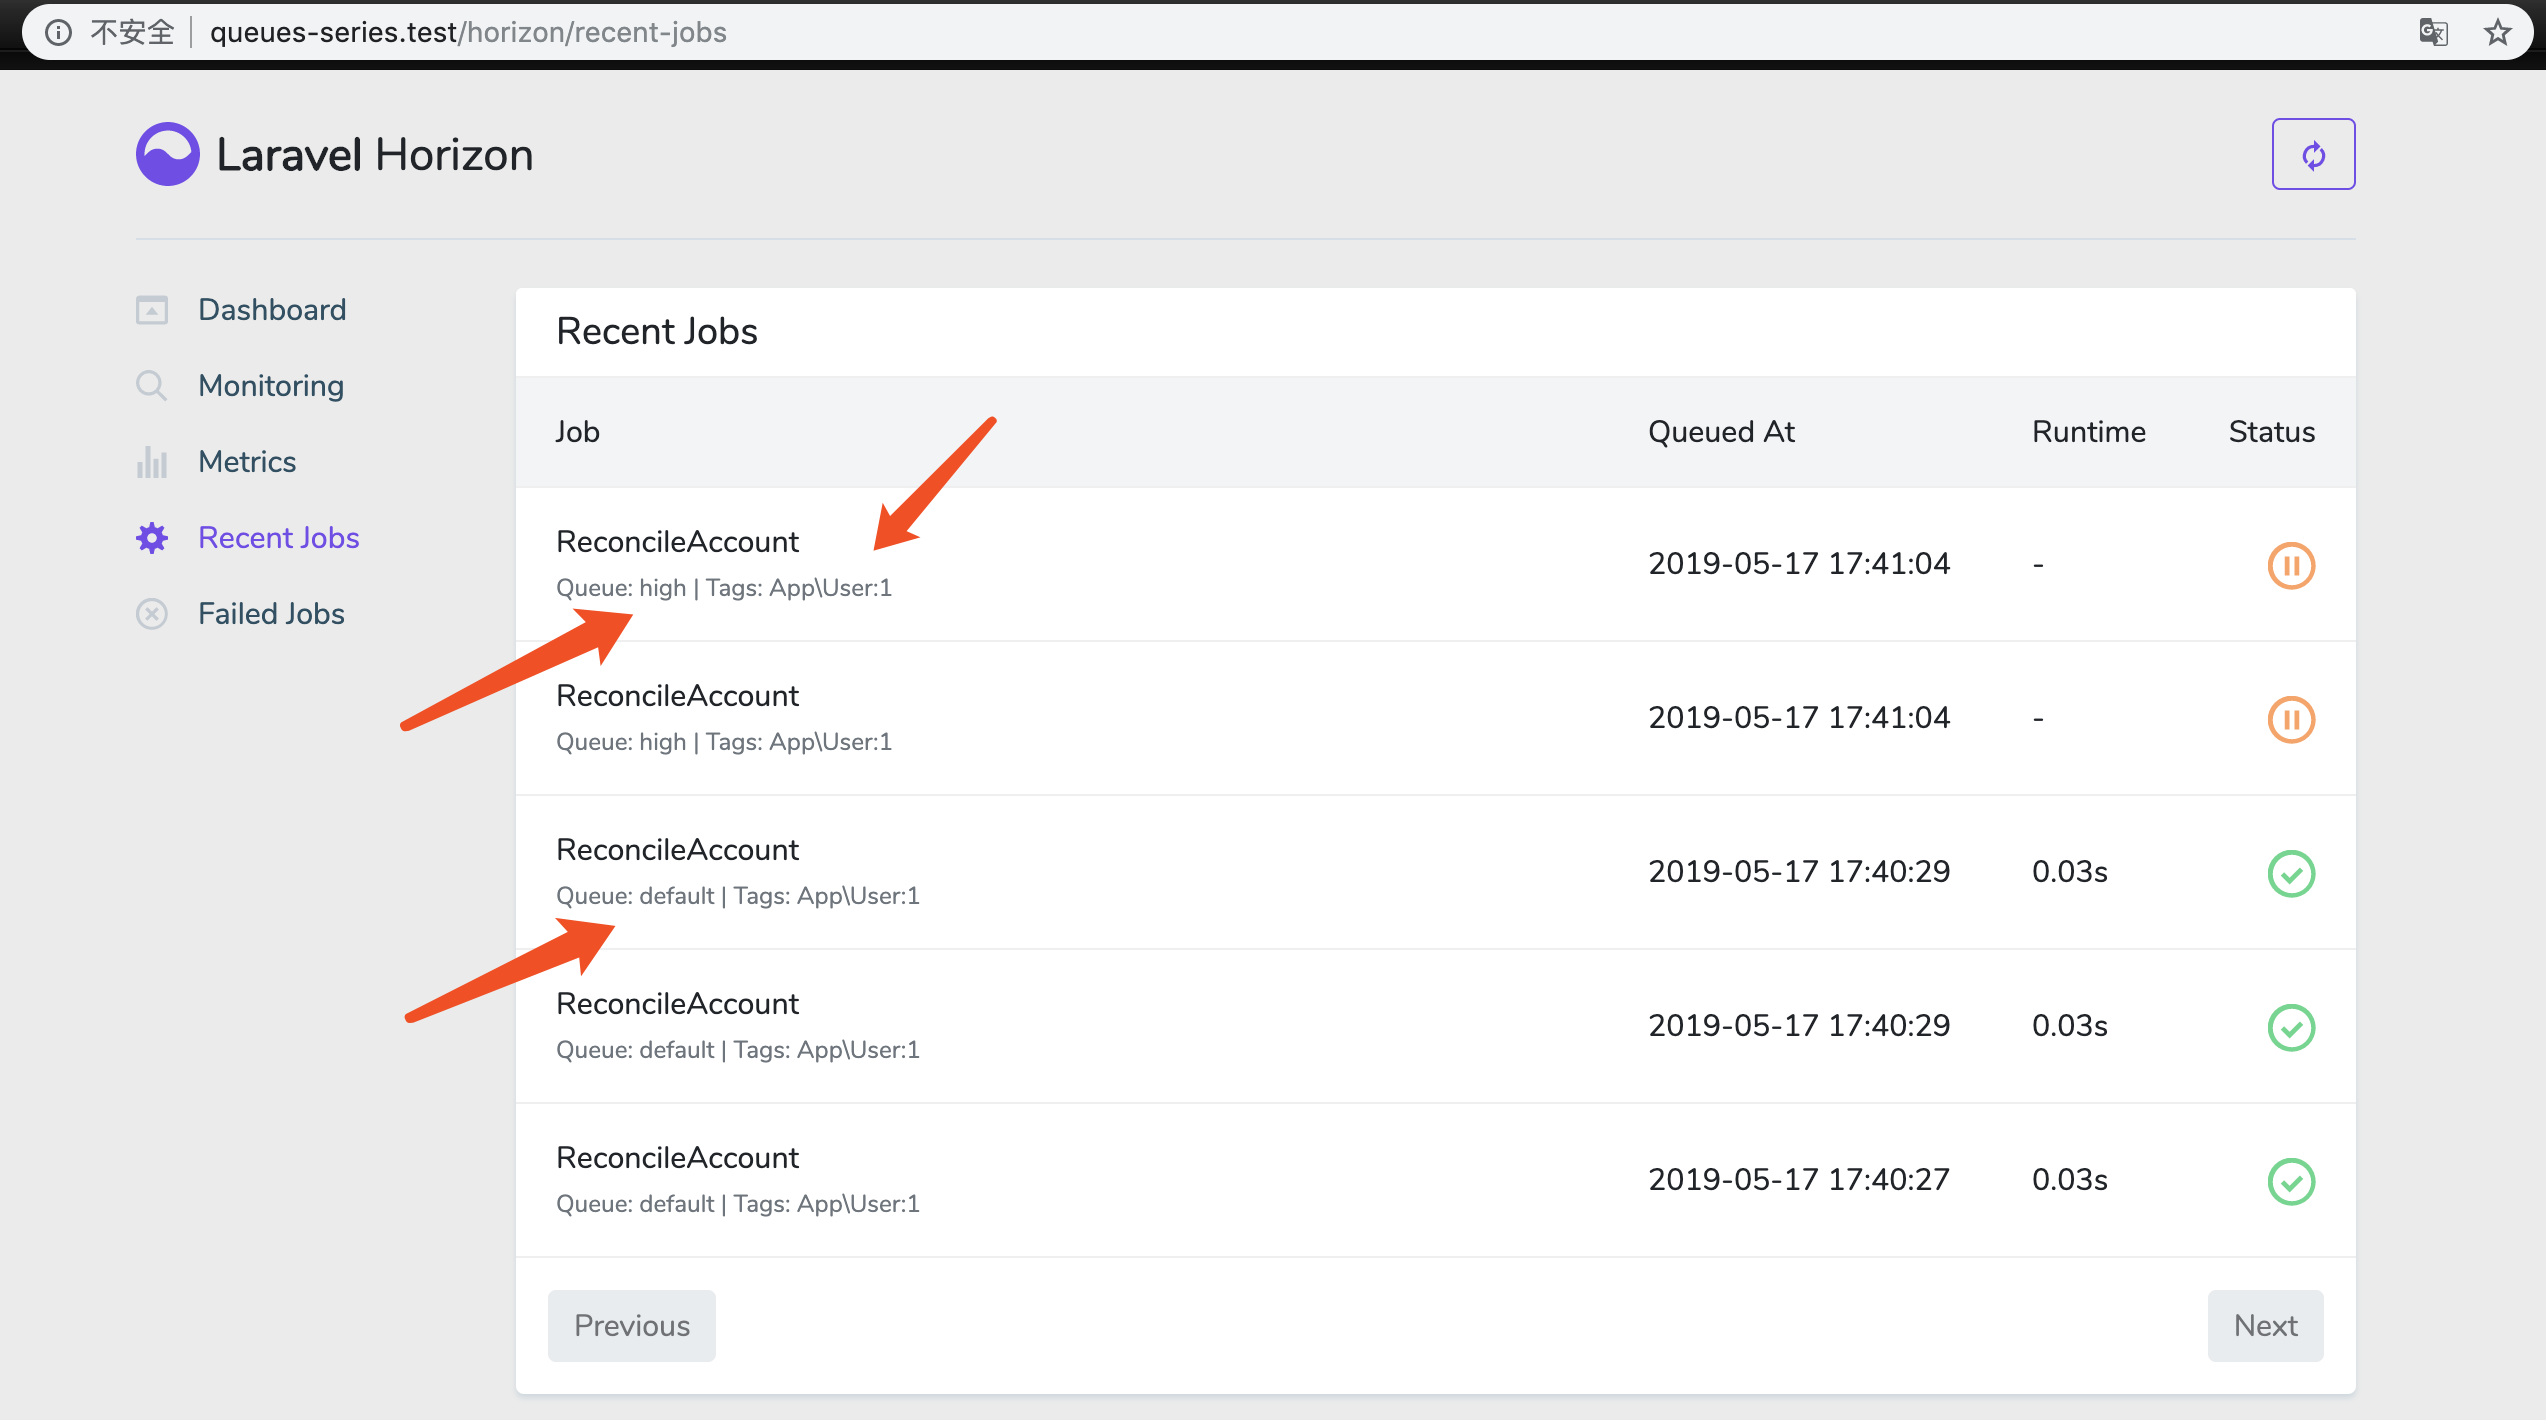 不安全 queues-series.test/horizon/recent-jobs
Laravel Horizon
Dashboard
Monitoring
Metrics
Recent Jobs
Failed Jobs
Recent Jobs
Job Queued At Runtime Status
ReconcileAccount
Queue: high | Tags: App\User:1
2019-05-17 17:41:04 -
ReconcileAccount
Queue: high | Tags: App\User:1
2019-05-17 17:41:04 -
ReconcileAccount
Queue: default | Tags: App\User:1
2019-05-17 17:40:29 0.03s
ReconcileAccount
Queue: default | Tags: App\User:1
2019-05-17 17:40:29 0.03s
ReconcileAccount
Queue: default | Tags: App\User:1
2019-05-17 17:40:27 0.03s
Previous Next